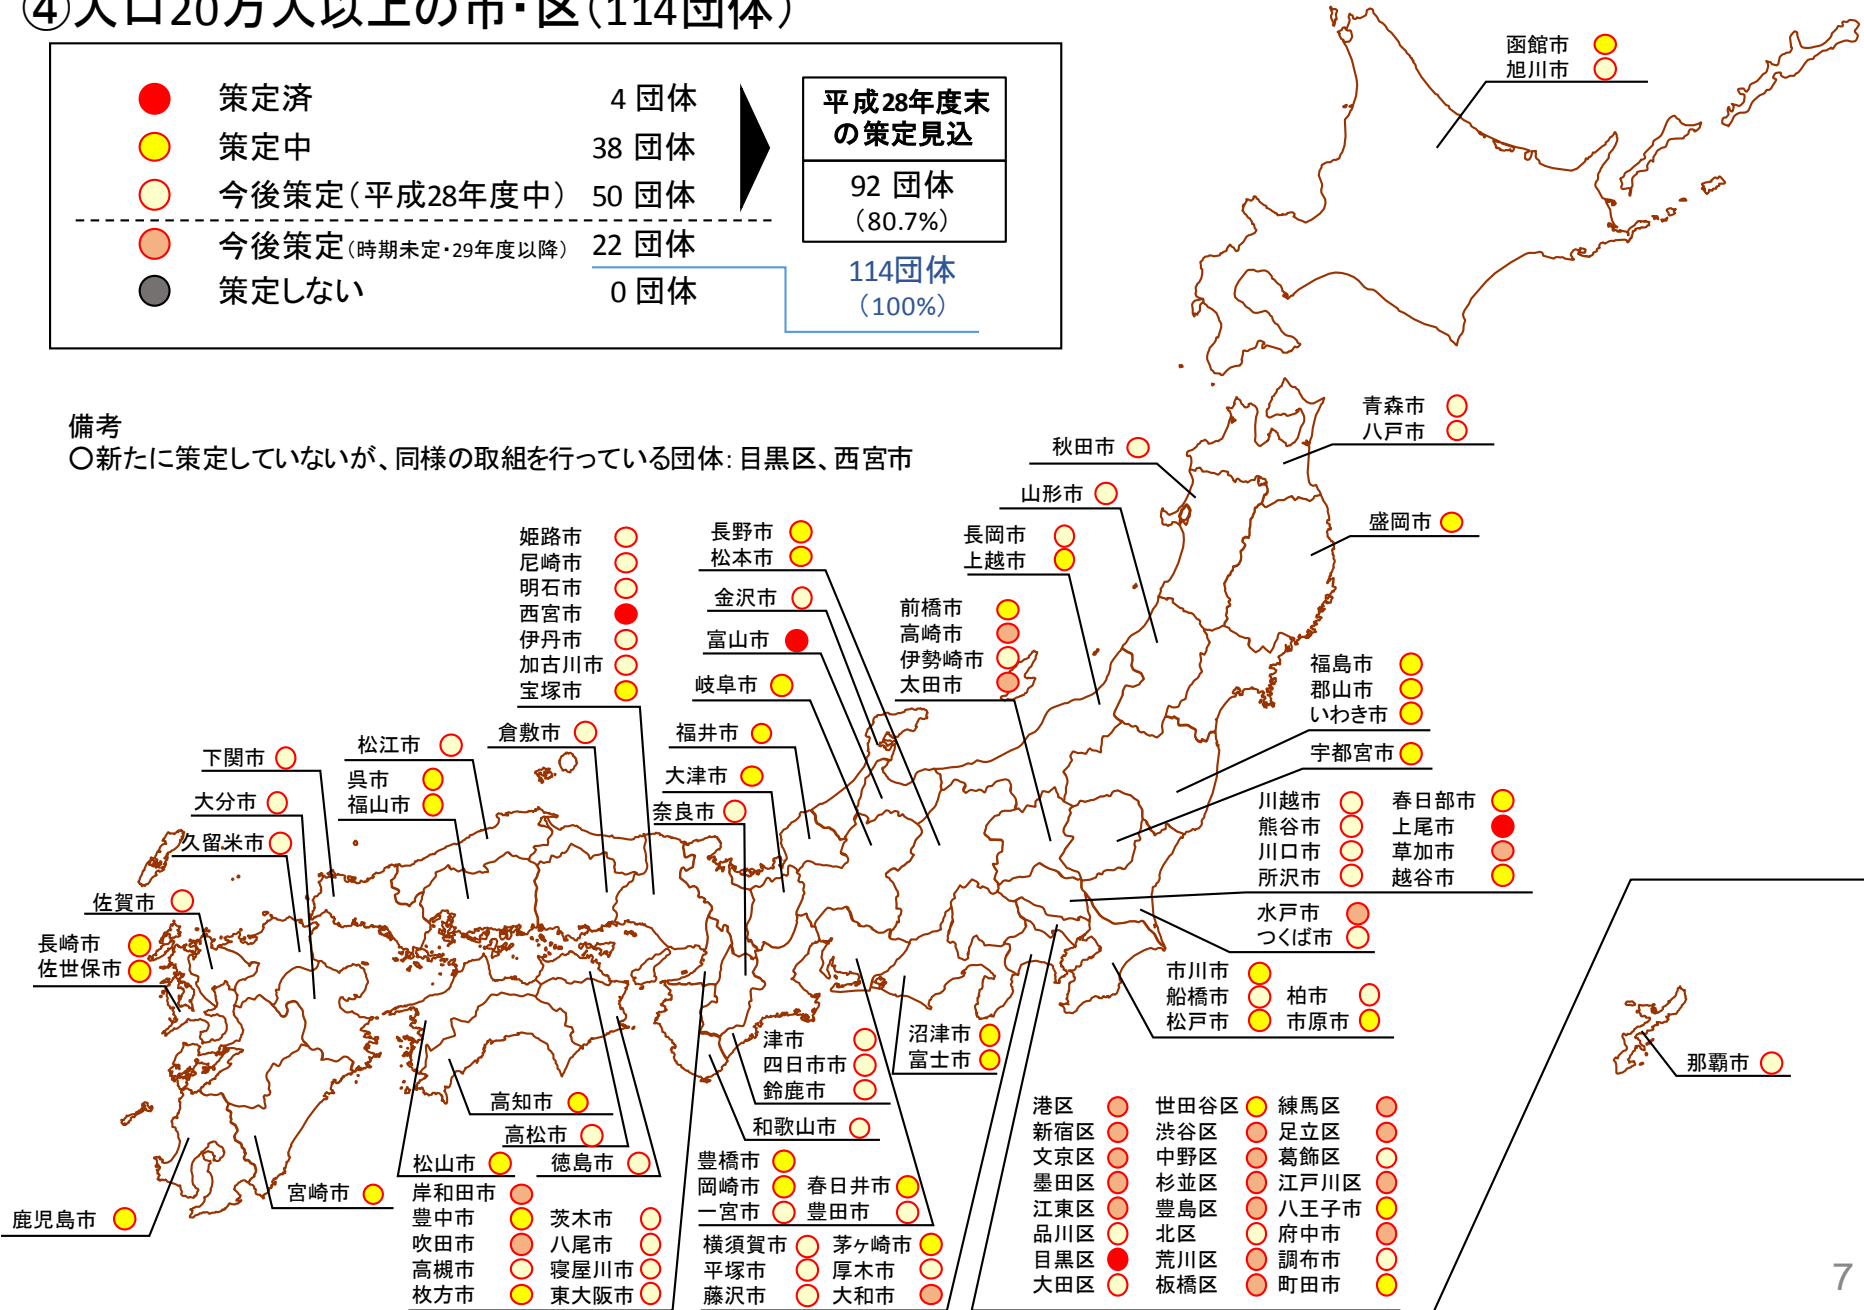 ④人口20万人以上の市・区（114団体）
策定済 4 団体
策定中 38 団体
今後策定（平成28年度中） 50 団体
今後策定（時期未定・29年度以降） 22 団体
策定しない 0 団体
平成28年度末
の策定見込
92 団体
（80.7%）
114団体
（100%）
備考
〇新たに策定していないが、同様の取組を行っている団体：目黒区、西宮市
函館市
旭川市
青森市
八戸市
秋田市
山形市
盛岡市
長岡市
上越市
前橋市
高崎市
伊勢崎市
太田市
長野市
松本市
金沢市
富山市
岐阜市
福井市
大津市
奈良市
姫路市
尼崎市
明石市
西宮市
伊丹市
加古川市
宝塚市
倉敷市
松江市
呉市
福山市
下関市
大分市
久留米市
佐賀市
長崎市
佐世保市
福島市
郡山市
いわき市
宇都宮市
川越市 春日部市
熊谷市 上尾市
川口市 草加市
所沢市 越谷市
水戸市
つくば市
市川市
船橋市 柏市
松戸市 市原市
那覇市
沼津市
富士市
津市
四日市市
鈴鹿市
和歌山市
高知市
高松市
松山市
徳島市
宮崎市
鹿児島市
岸和田市
豊中市 茨木市
吹田市 八尾市
高槻市 寝屋川市
枚方市 東大阪市
豊橋市
岡崎市 春日井市
一宮市 豊田市
横須賀市 茅ヶ崎市
平塚市 厚木市
藤沢市 大和市
港区 世田谷区 練馬区
新宿区 渋谷区 足立区
文京区 中野区 葛飾区
墨田区 杉並区 江戸川区
江東区 豊島区 八王子市
品川区 北区 府中市
目黒区 荒川区 調布市
大田区 板橋区 町田市
7